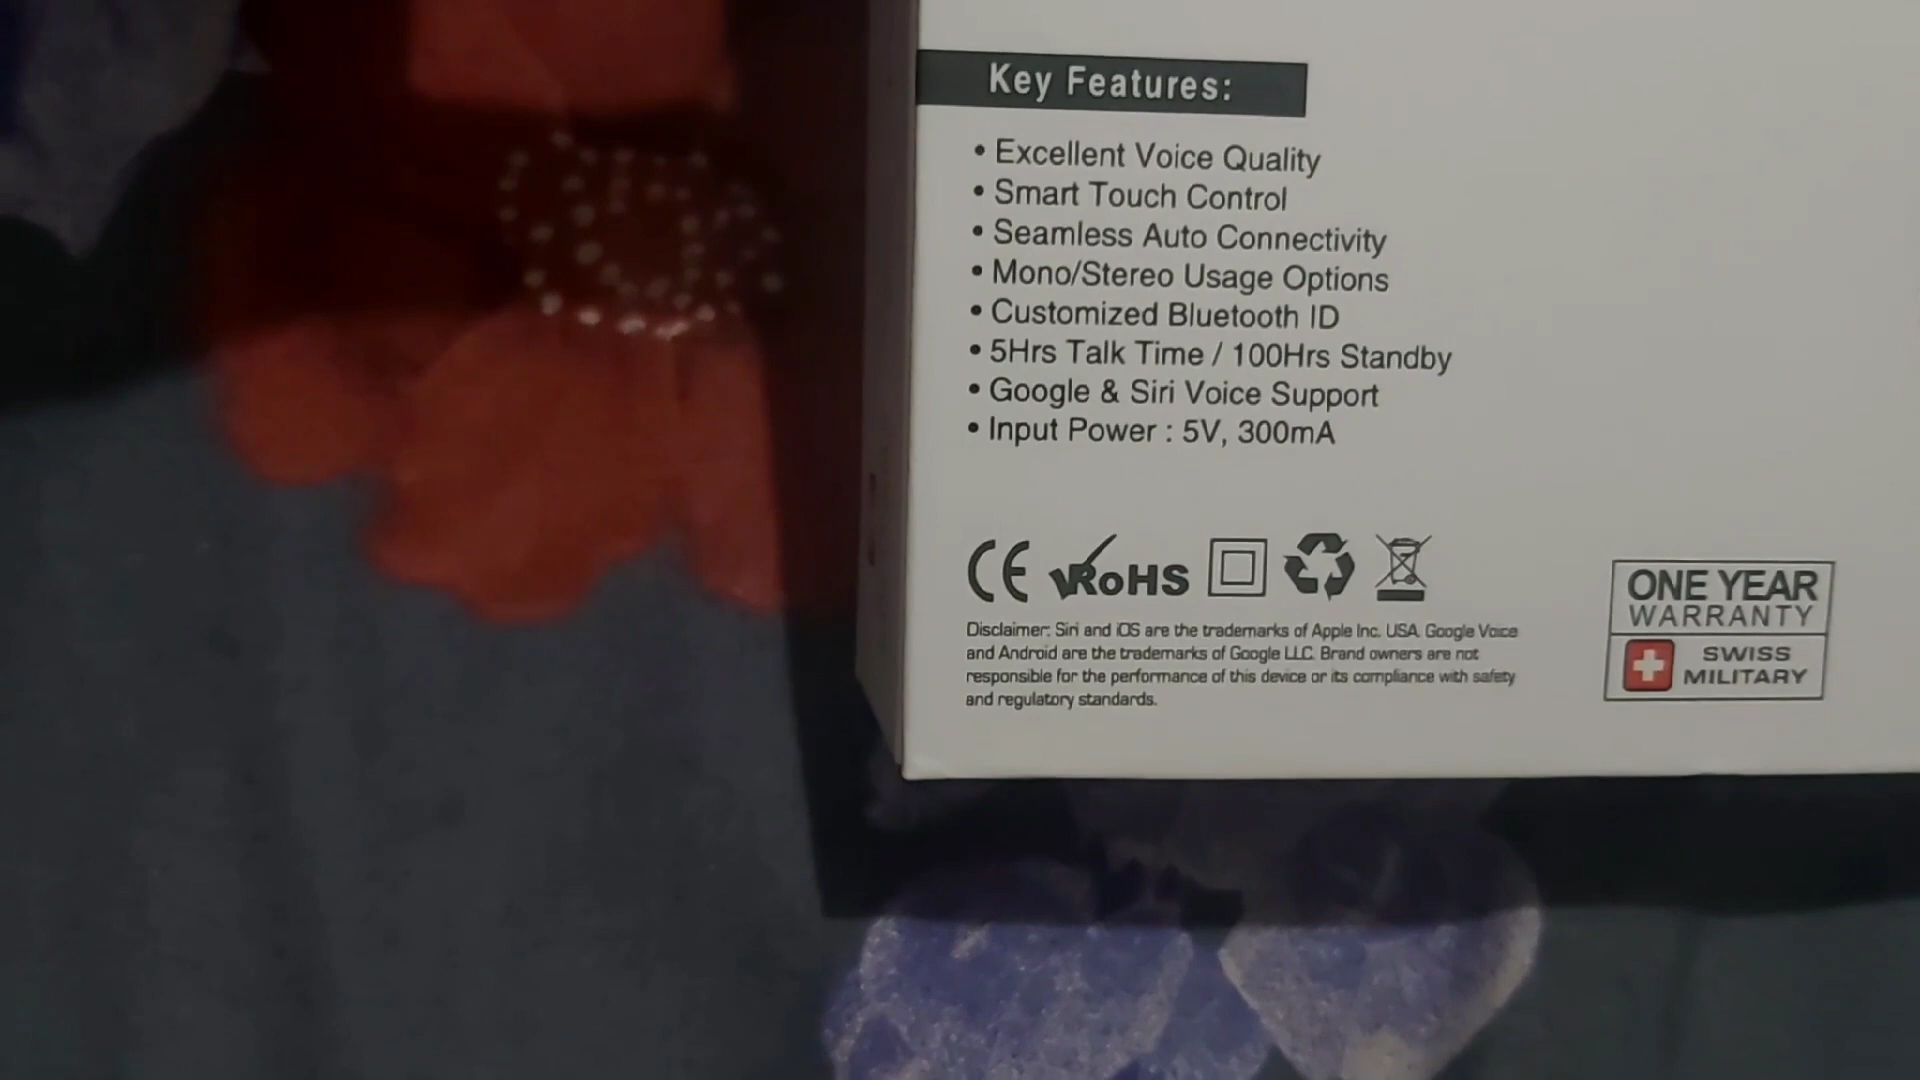 Key Features:
• Excellent Voice Quality
• Smart Touch Control
• Seamless Auto Connectivity
• Mono/Stereo Usage Options
• Customized Bluetooth ID
• 5Hrs Talk Time / 100Hrs Standby
• Google & Siri Voice Support
• Input Power : 5V, 300mA
CE RoHS
Disclaimer: Siri and iOS are the trademarks of Apple Inc. USA. Google Voice
and Android are the trademarks of Google LLC. Brand owners are not
responsible for the performance of this device or its compliance with safety
and regulatory standards.
ONE YEAR
WARRANTY
SWISS
MILITARY